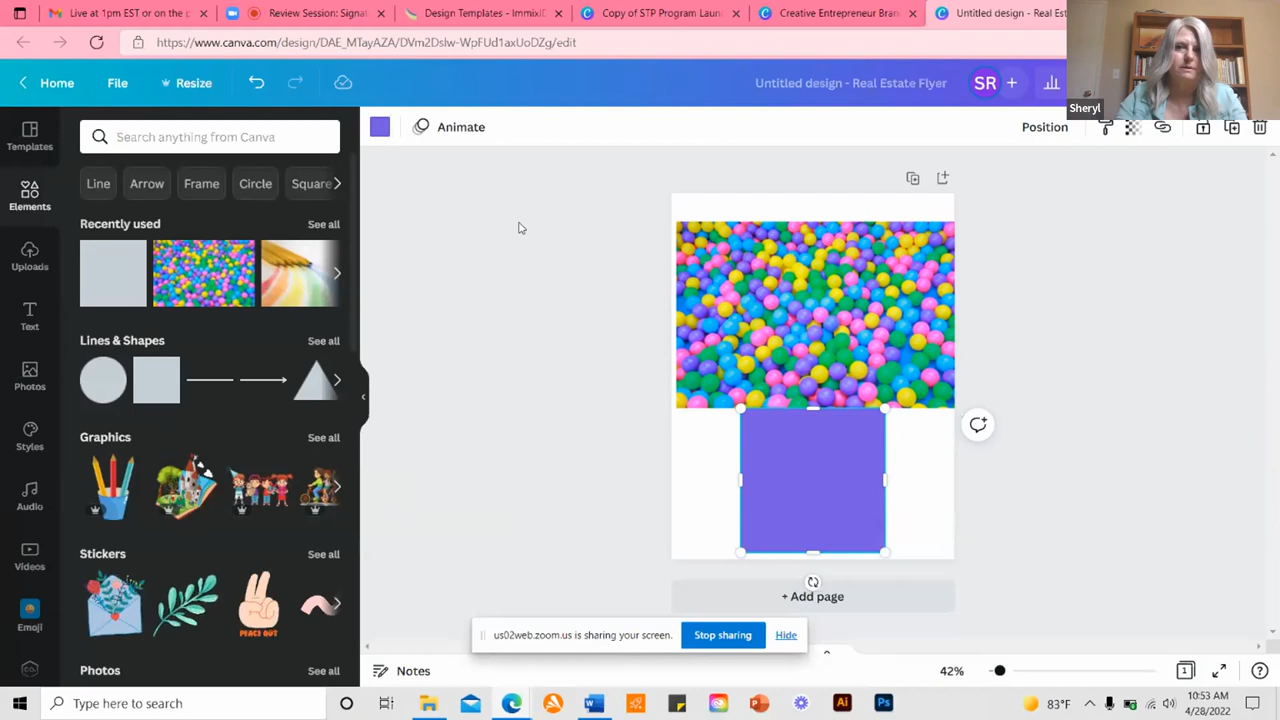 Live at 1pm EST or on the p
Review Session: Signat
Design Templates - ImmixiD
Copy of STP Program Laun
Creative Entrepreneur Bran
Untitled design - Real Est
https://www.canva.com/design/DAE_MTayAZA/DVm2Dslw-WpFUd1axUoDZg/edit
Home
File
Resize
Untitled design - Real Estate Flyer
SR
+
Sheryl
Templates
Elements
Uploads
Text
Photos
Styles
Audio
Videos
Emoji
Search anything from Canva
Line
Arrow
Frame
Circle
Square
Recently used
See all
Lines & Shapes
See all
Graphics
See all
Stickers
See all
PEACE OUT
Photos
See all
Animate
Position
+ Add page
us02web.zoom.us is sharing your screen.
Stop sharing
Hide
Notes
42%
1
Type here to search
Ai
Ps
83°F
10:53 AM
4/28/2022